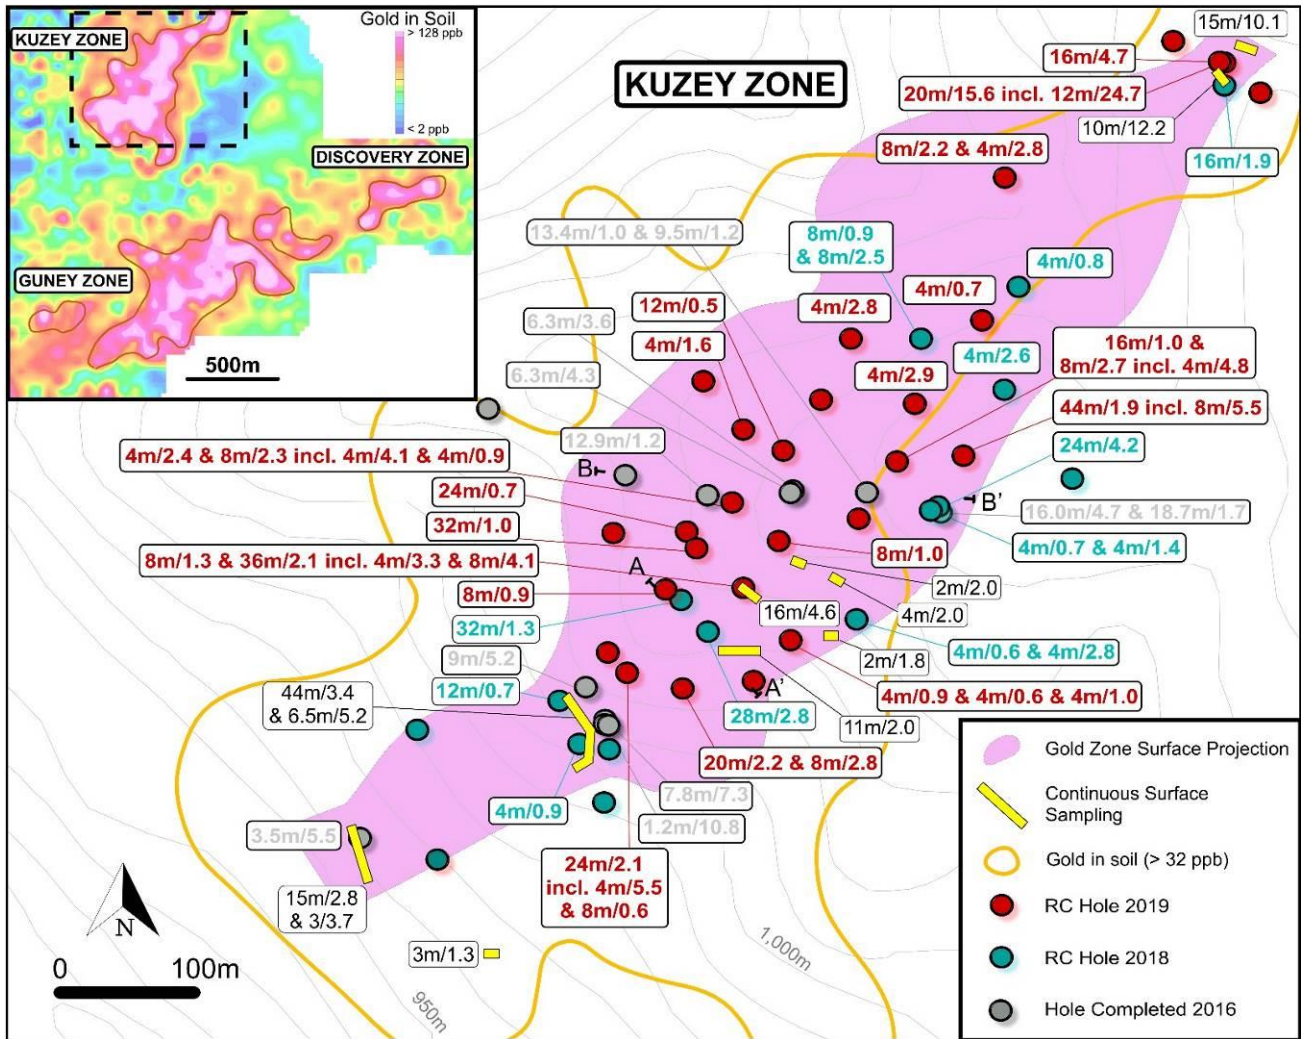 Gold in Soil
> 128 ppb
< 2 ppb
KUZEY ZONE
DISCOVERY ZONE
GUNEY ZONE
500m
KUZEY ZONE
15m/10.1
16m/4.7
20m/15.6 incl. 12m/24.7
10m/12.2
16m/1.9
8m/2.2 & 4m/2.8
13.4m/1.0 & 9.5m/1.2
8m/0.9
& 8m/2.5
4m/0.8
4m/0.7
4m/2.8
12m/0.5
6.3m/3.6
4m/1.6
16m/1.0 &
8m/2.7 incl. 4m/4.8
4m/2.6
4m/2.9
6.3m/4.3
44m/1.9 incl. 8m/5.5
12.9m/1.2
24m/4.2
4m/2.4 & 8m/2.3 incl. 4m/4.1 & 4m/0.9
B
B'
24m/0.7
16.0m/4.7 & 18.7m/1.7
32m/1.0
4m/0.7 & 4m/1.4
8m/1.3 & 36m/2.1 incl. 4m/3.3 & 8m/4.1
8m/1.0
A
2m/2.0
8m/0.9
4m/2.0
16m/4.6
32m/1.3
4m/0.6 & 4m/2.8
9m/5.2
2m/1.8
12m/0.7
A'
4m/0.9 & 4m/0.6 & 4m/1.0
44m/3.4
& 6.5m/5.2
28m/2.8
11m/2.0
20m/2.2 & 8m/2.8
7.8m/7.3
4m/0.9
1.2m/10.8
3.5m/5.5
24m/2.1
incl. 4m/5.5
& 8m/0.6
15m/2.8
& 3/3.7
3m/1.3
N
0 100m
950m
1,000m
Gold Zone Surface Projection
Continuous Surface
Sampling
Gold in soil (> 32 ppb)
RC Hole 2019
RC Hole 2018
Hole Completed 2016